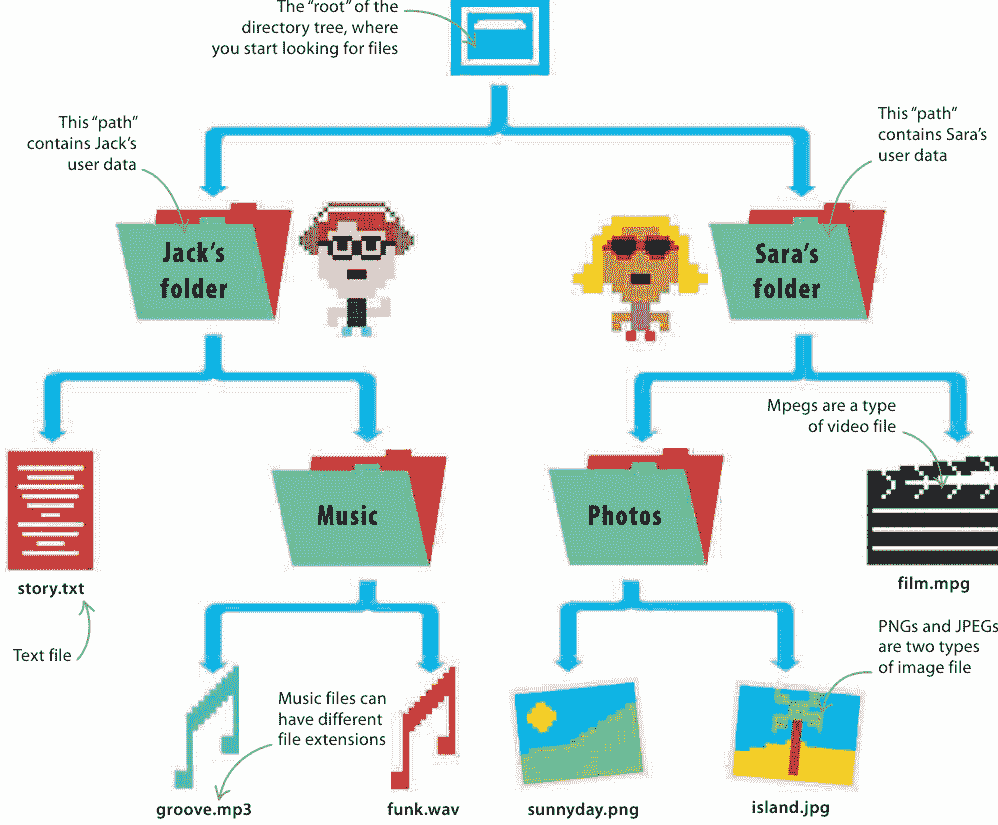 The “root” of the
directory tree, where
you start looking for files
This “path”
contains Jack’s
user data
This “path”
contains Sara’s
user data
Jack’s
folder
Sara’s
folder
Mpegs are a type
of video file
Music
Photos
story.txt
film.mpg
Text file
PNGs and JPEGs
are two types
of image file
Music files can
have different
file extensions
groove.mp3
funk.wav
sunnyday.png
island.jpg